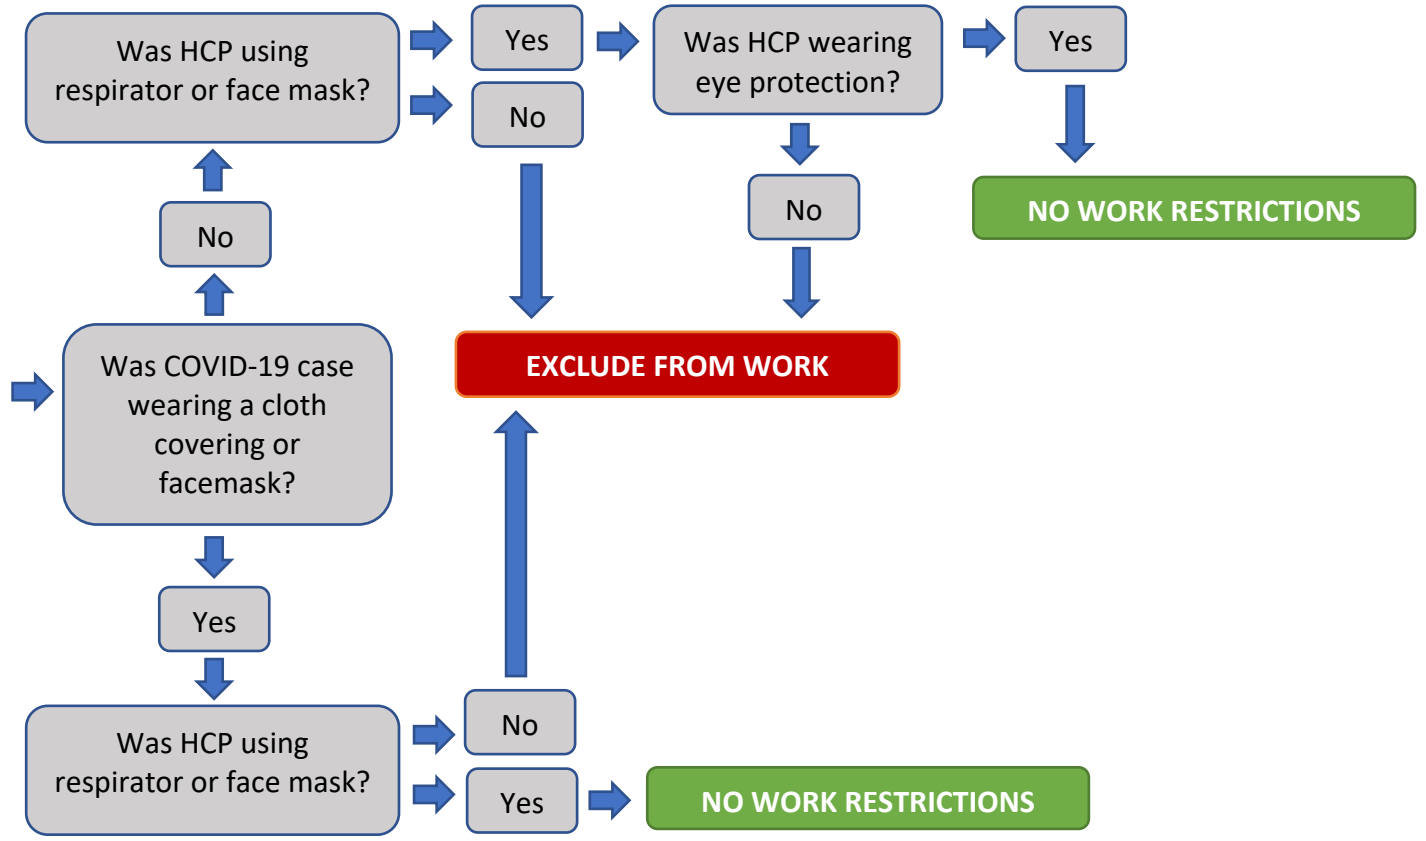 Was HCP using
respirator or face mask?
Yes
No
Was HCP wearing
eye protection?
Yes
No
NO WORK RESTRICTIONS
No
Was COVID-19 case
wearing a cloth
covering or
facemask?
EXCLUDE FROM WORK
Yes
Was HCP using
respirator or face mask?
No
Yes
NO WORK RESTRICTIONS